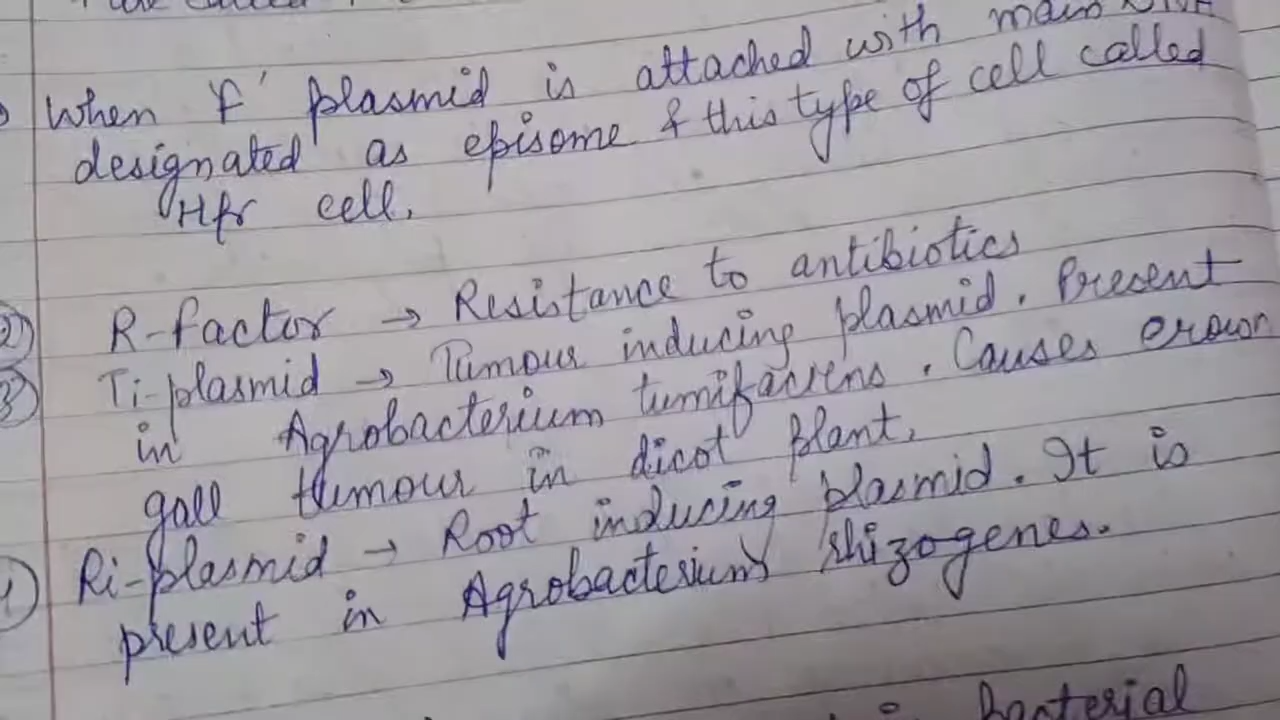 When 'F' plasmid is attached with main DNA
designated as episome & this type of cell called
Hfr cell.
2) R-factor → Resistance to antibiotics
3) Ti-plasmid → Tumour inducing plasmid. Present
in Agrobacterium tumifaciens. Causes crown
gall tumour in dicot plant.
4) Ri-plasmid → Root inducing plasmid. It is
present in Agrobacterium rhizogenes.
Bacterial